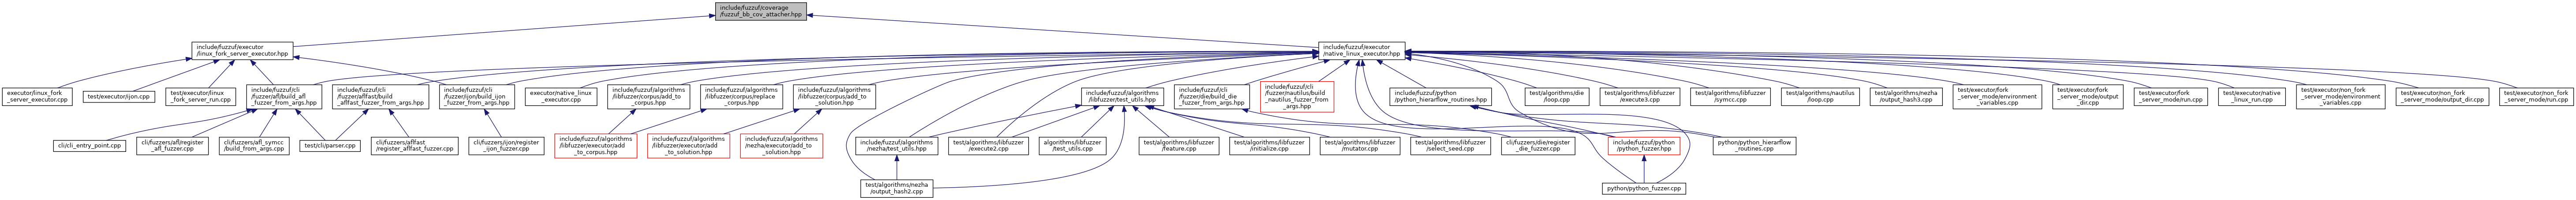 include/fuzzuf/coverage
/fuzzuf_bb_cov_attacher.hpp
include/fuzzuf/executor
/linux_fork_server_executor.hpp
include/fuzzuf/executor
/native_linux_executor.hpp
executor/linux_fork
_server_executor.cpp
test/executor/ijon.cpp
test/executor/linux
_fork_server_run.cpp
include/fuzzuf/cli
/fuzzer/afl/build_afl
_fuzzer_from_args.hpp
include/fuzzuf/cli
/fuzzer/aflfast/build
_aflfast_fuzzer_from_args.hpp
include/fuzzuf/cli
/fuzzer/ijon/build_ijon
_fuzzer_from_args.hpp
executor/native_linux
_executor.cpp
include/fuzzuf/algorithms
/libfuzzer/corpus/add_to
_corpus.hpp
include/fuzzuf/algorithms
/libfuzzer/corpus/replace
_corpus.hpp
include/fuzzuf/algorithms
/libfuzzer/corpus/add_to
_solution.hpp
include/fuzzuf/algorithms
/libfuzzer/test_utils.hpp
include/fuzzuf/cli
/fuzzer/die/build_die
_fuzzer_from_args.hpp
include/fuzzuf/cli
/fuzzer/nautilus/build
_nautilus_fuzzer_from
_args.hpp
include/fuzzuf/python
/python_hierarflow_routines.hpp
test/algorithms/die
/loop.cpp
test/algorithms/libfuzzer
/execute3.cpp
test/algorithms/libfuzzer
/symcc.cpp
test/algorithms/nautilus
/loop.cpp
test/algorithms/nezha
/output_hash3.cpp
test/executor/fork
_server_mode/environment
_variables.cpp
test/executor/fork
_server_mode/output
_dir.cpp
test/executor/fork
_server_mode/run.cpp
test/executor/native
_linux_run.cpp
test/executor/non_fork
_server_mode/environment
_variables.cpp
test/executor/non_fork
_server_mode/output_dir.cpp
test/executor/non_fork
_server_mode/run.cpp
cli/cli_entry_point.cpp
cli/fuzzers/afl/register
_afl_fuzzer.cpp
cli/fuzzers/afl_symcc
/build_from_args.cpp
test/cli/parser.cpp
cli/fuzzers/aflfast
/register_aflfast_fuzzer.cpp
cli/fuzzers/ijon/register
_ijon_fuzzer.cpp
include/fuzzuf/algorithms
/libfuzzer/executor/add
_to_corpus.hpp
include/fuzzuf/algorithms
/libfuzzer/executor/add
_to_solution.hpp
include/fuzzuf/algorithms
/nezha/executor/add_to
_solution.hpp
include/fuzzuf/algorithms
/nezha/test_utils.hpp
test/algorithms/libfuzzer
/execute2.cpp
algorithms/libfuzzer
/test_utils.cpp
test/algorithms/libfuzzer
/feature.cpp
test/algorithms/libfuzzer
/initialize.cpp
test/algorithms/libfuzzer
/mutator.cpp
test/algorithms/libfuzzer
/select_seed.cpp
cli/fuzzers/die/register
_die_fuzzer.cpp
include/fuzzuf/python
/python_fuzzer.hpp
python/python_hierarflow
_routines.cpp
test/algorithms/nezha
/output_hash2.cpp
python/python_fuzzer.cpp